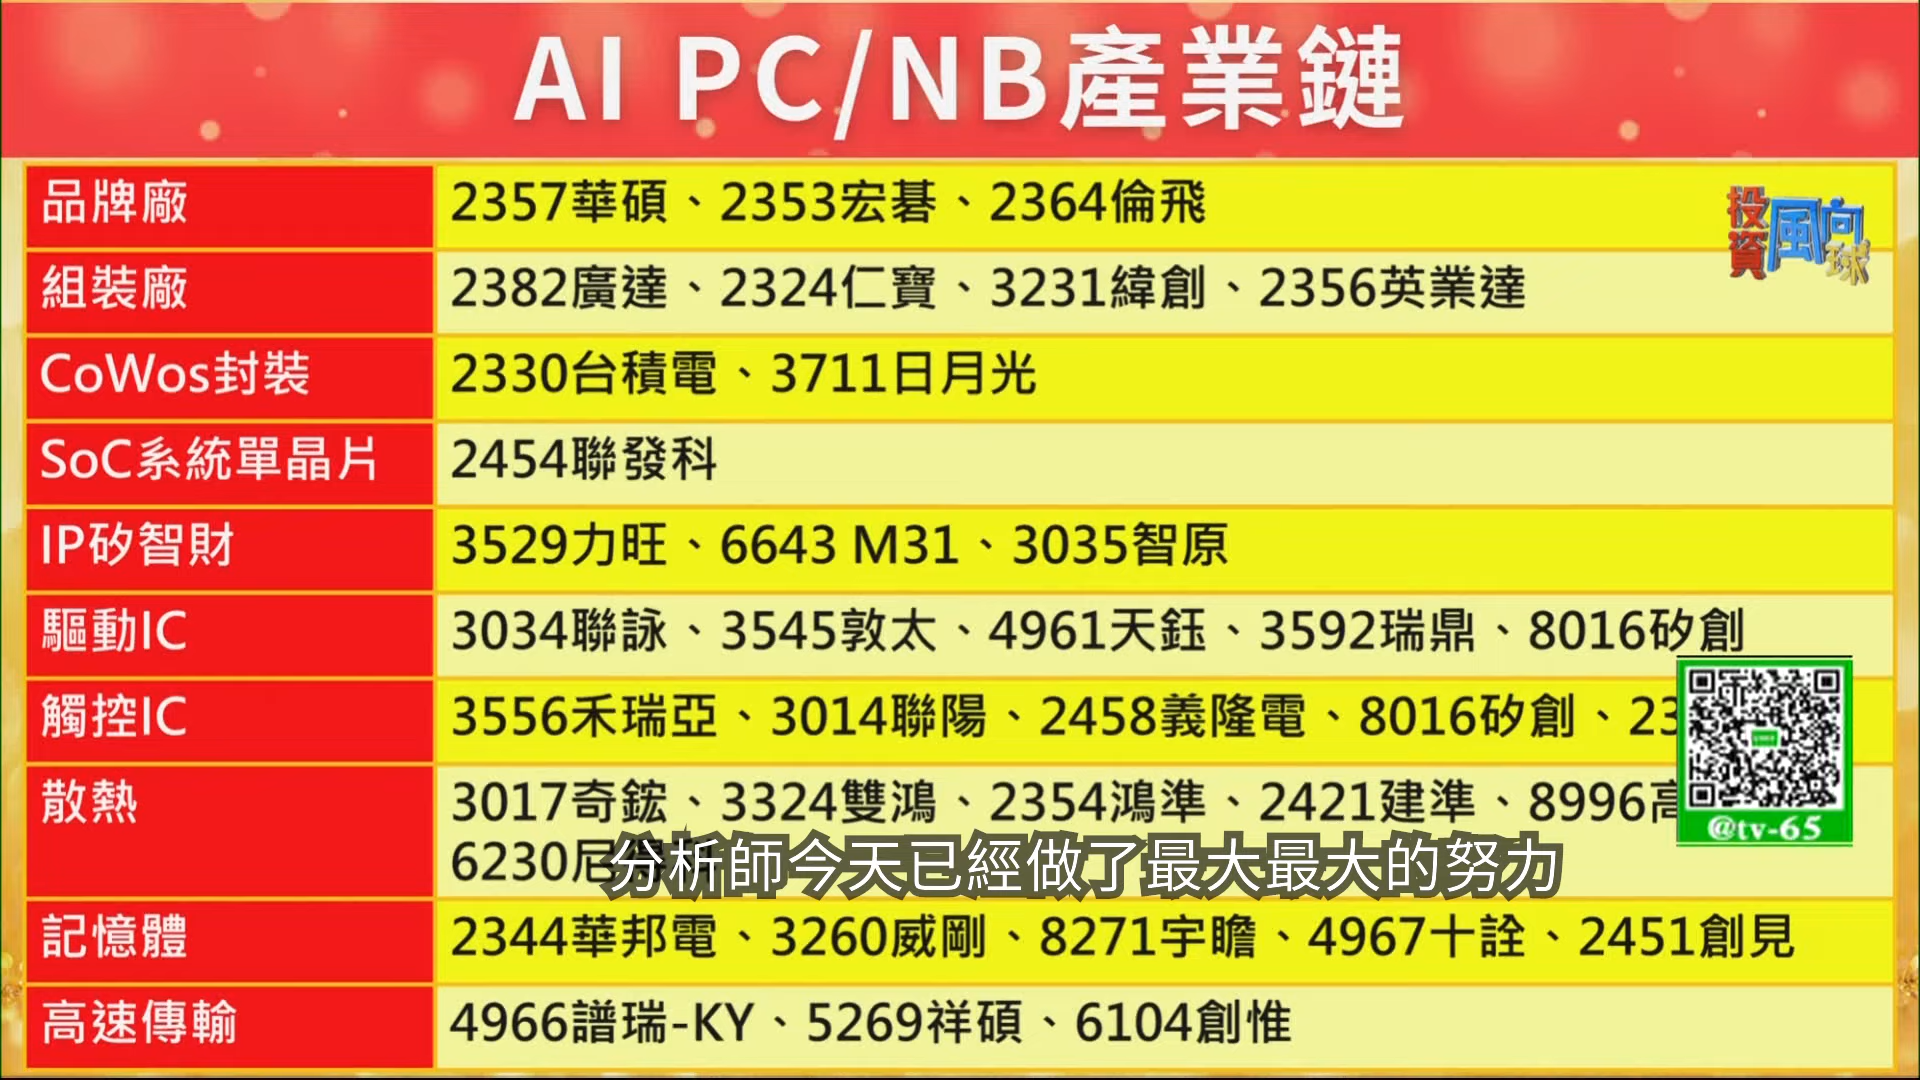 AI PC/NB產業鏈
品牌廠 2357華碩、2353宏碁、2364倫飛
投資風向球
組裝廠 2382廣達、2324仁寶、3231緯創、2356英業達
CoWos封裝 2330台積電、3711日月光
SoC系統單晶片 2454聯發科
IP矽智財 3529力旺、6643 M31、3035智原
驅動IC 3034聯詠、3545敦太、4961天鈺、3592瑞鼎、8016矽創
觸控IC 3556禾瑞亞、3014聯陽、2458義隆電、8016矽創、23
散熱 3017奇鋐、3324雙鴻、2354鴻準、2421建準、8996高
@tv-65
6230尼得科
分析師今天已經做了最大最大的努力
記憶體 2344華邦電、3260威剛、8271宇瞻、4967十詮、2451創見
高速傳輸 4966譜瑞-KY、5269祥碩、6104創惟